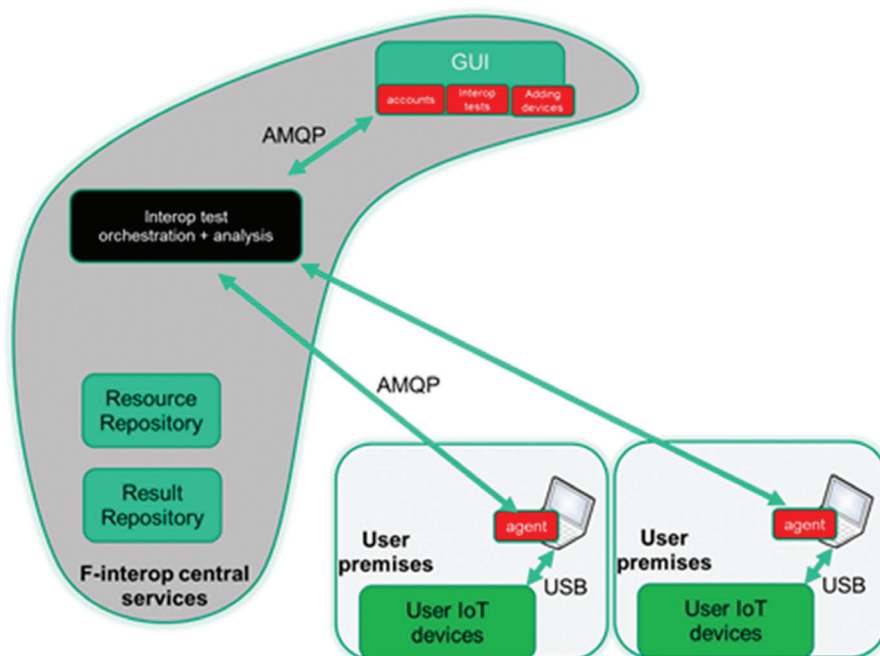 GUI
accounts
Interop
tests
Adding
devices
AMQP
Interop test
orchestration + analysis
AMQP
Resource
Repository
Result
Repository
F-interop central
services
agent
User
premises
USB
User IoT
devices
agent
User
premises
USB
User IoT
devices